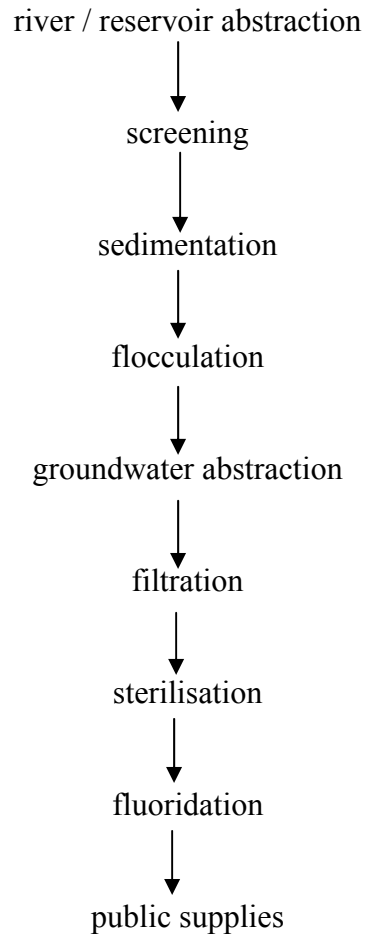 river / reservoir abstraction
screening
sedimentation
flocculation
groundwater abstraction
filtration
sterilisation
fluoridation
public supplies